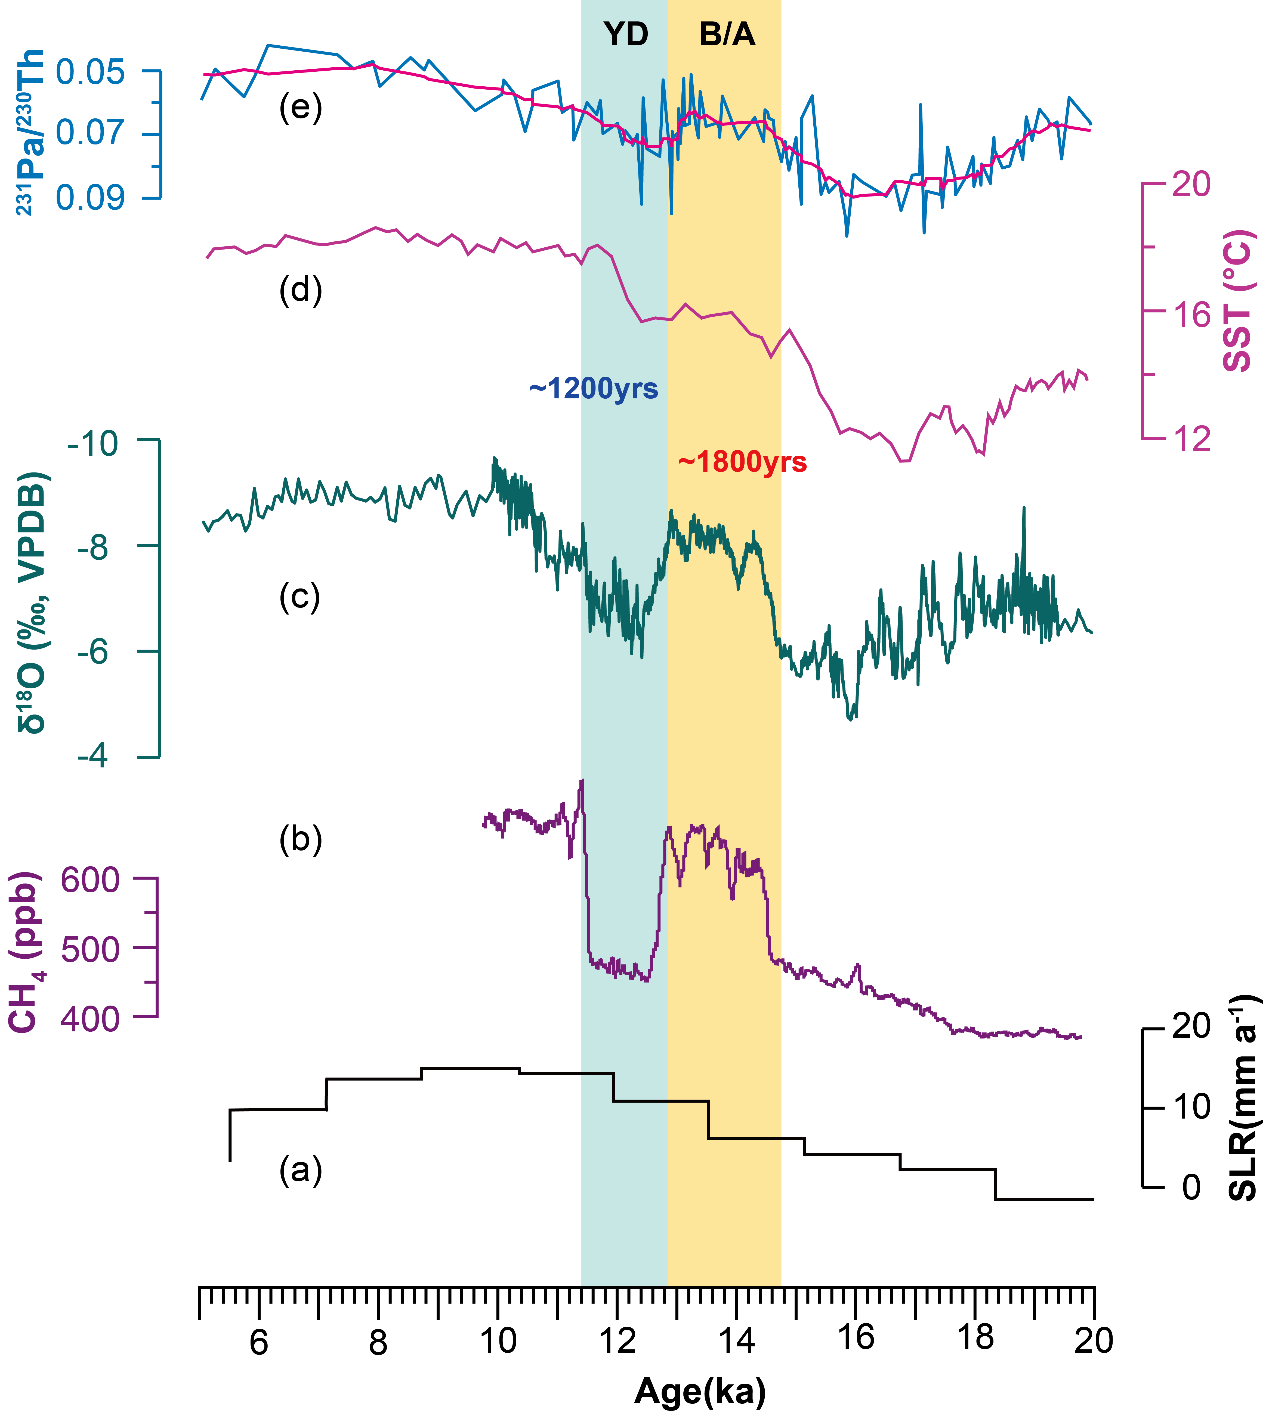 YD
B/A
²³¹Pa/²³⁰Th
0.05
0.07
0.09
(e)
20
16
12
SST (°C)
(d)
~1200yrs
~1800yrs
-10
-8
-6
-4
δ¹⁸O (‰, VPDB)
(c)
(b)
600
500
400
CH₄ (ppb)
20
10
0
SLR(mm a⁻¹)
(a)
6 8 10 12 14 16 18 20
Age(ka)